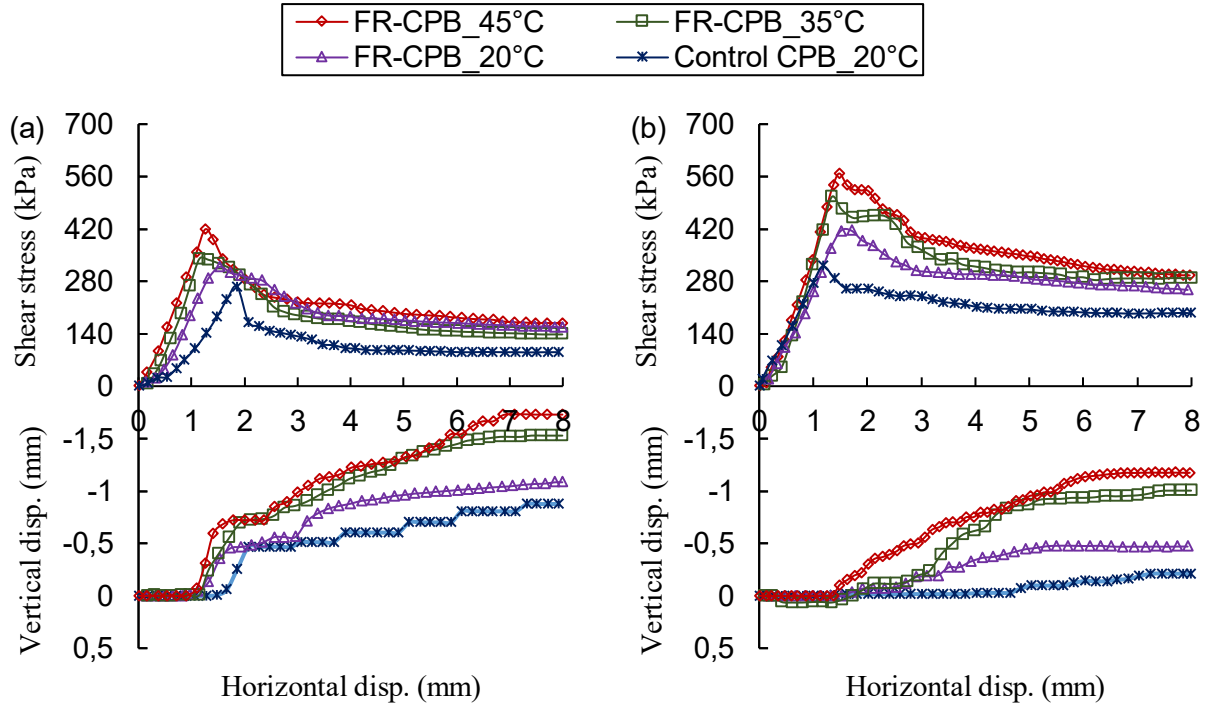 FR-CPB_45°C FR-CPB_35°C
FR-CPB_20°C Control CPB_20°C
(a)
Shear stress (kPa)
700
560
420
280
140
0
0 1 2 3 4 5 6 7 8
Vertical disp. (mm)
-1,5
-1
-0,5
0
0,5
Horizontal disp. (mm)
(b)
Shear stress (kPa)
700
560
420
280
140
0
0 1 2 3 4 5 6 7 8
Vertical disp. (mm)
-1,5
-1
-0,5
0
0,5
Horizontal disp. (mm)